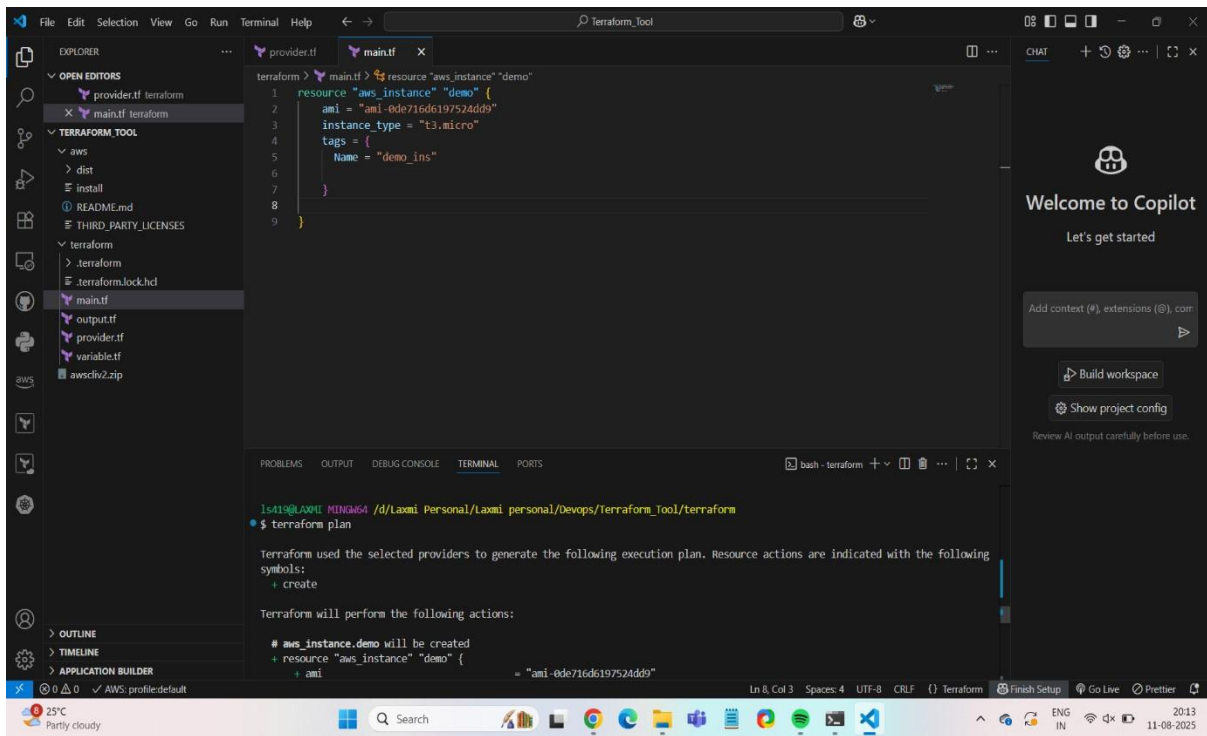 File Edit Selection View Go Run Terminal Help
Terraform_Tool
EXPLORER
OPEN EDITORS
provider.tf terraform
main.tf terraform
TERRAFORM_TOOL
aws
dist
install
README.md
THIRD_PARTY_LICENSES
terraform
.terraform
.terraform.lock.hcl
main.tf
output.tf
provider.tf
variable.tf
awscliv2.zip
OUTLINE
TIMELINE
APPLICATION BUILDER
provider.tf main.tf
terraform > main.tf > resource "aws_instance" "demo"
1 resource "aws_instance" "demo" {
2 ami = "ami-0de716d6197524dd9"
3 instance_type = "t3.micro"
4 tags = {
5 Name = "demo_ins"
6
7 }
8
9 }
PROBLEMS OUTPUT DEBUG CONSOLE TERMINAL PORTS
bash - terraform
ls419@LAXMI MINGW64 /d/Laxmi Personal/Laxmi personal/Devops/Terraform_Tool/terraform
$ terraform plan
Terraform used the selected providers to generate the following execution plan. Resource actions are indicated with the following
symbols:
+ create
Terraform will perform the following actions:
# aws_instance.demo will be created
+ resource "aws_instance" "demo" {
+ ami = "ami-0de716d6197524dd9"
CHAT
Welcome to Copilot
Let's get started
Add context (#), extensions (@), com
Build workspace
Show project config
Review AI output carefully before use.
0 0 AWS: profile:default
Ln 8, Col 3 Spaces: 4 UTF-8 CRLF {} Terraform Finish Setup Go Live Prettier
25°C
Partly cloudy
Search
ENG
IN
20:13
11-08-2025